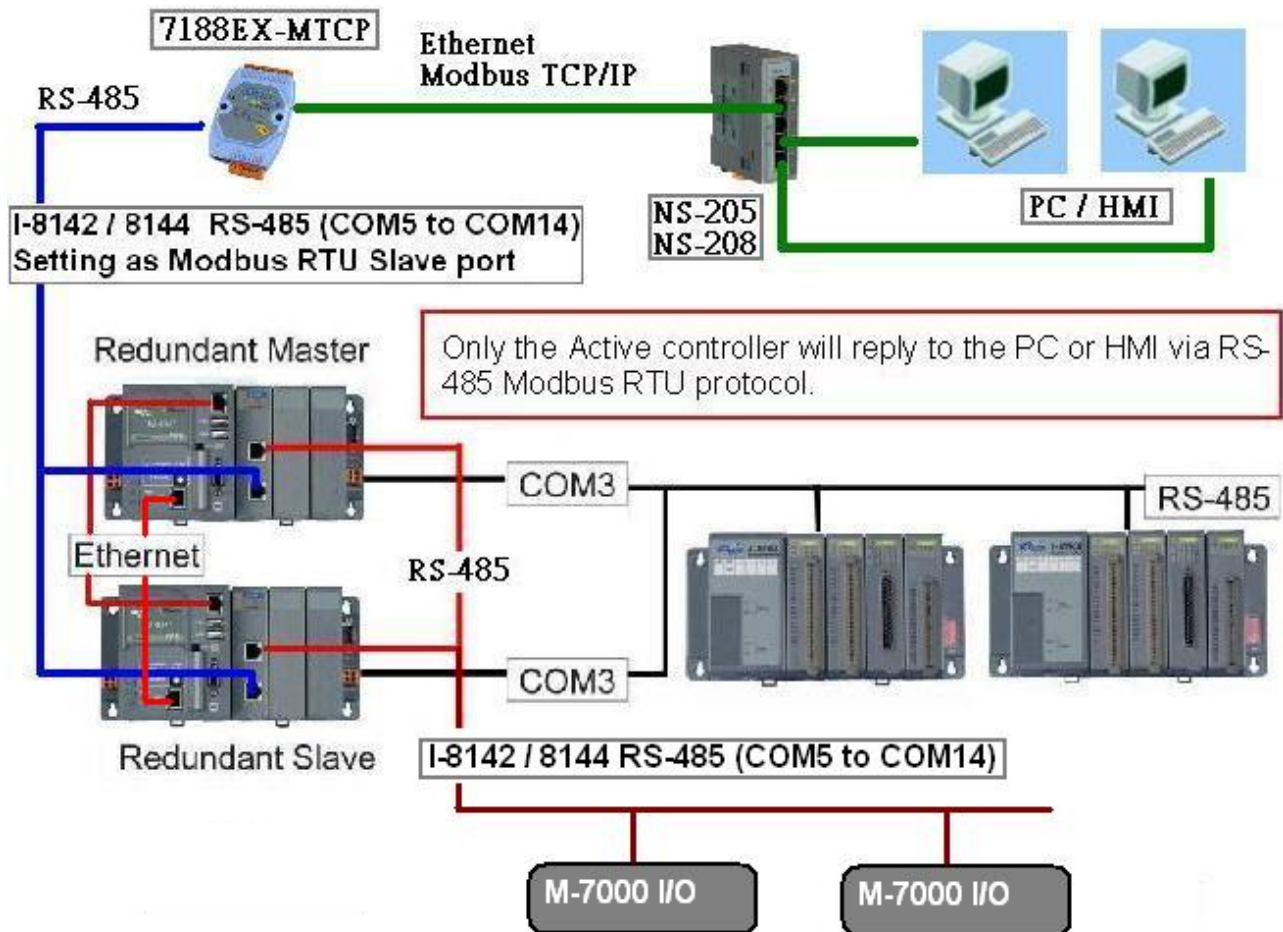 7188EX-MTCP
Ethernet
Modbus TCP/IP
RS-485
I-8142 / 8144 RS-485 (COM5 to COM14)
Setting as Modbus RTU Slave port
NS-205
NS-208
PC / HMI
Redundant Master
Only the Active controller will reply to the PC or HMI via RS-
485 Modbus RTU protocol.
COM3
RS-485
Ethernet
RS-485
COM3
Redundant Slave
I-8142 / 8144 RS-485 (COM5 to COM14)
M-7000 I/O
M-7000 I/O